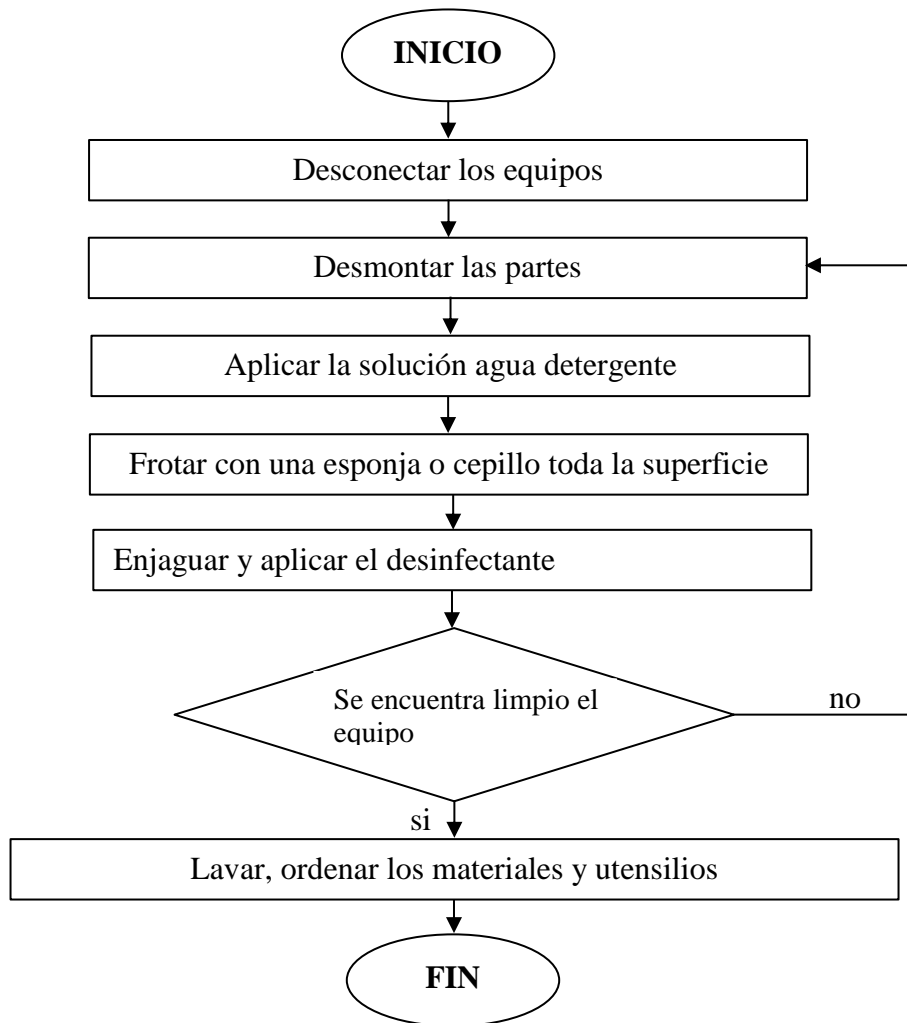 INICIO
Desconectar los equipos
Desmontar las partes
Aplicar la solución agua detergente
Frotar con una esponja o cepillo toda la superficie
Enjaguar y aplicar el desinfectante
Se encuentra limpio el
equipo
no
si
Lavar, ordenar los materiales y utensilios
FIN